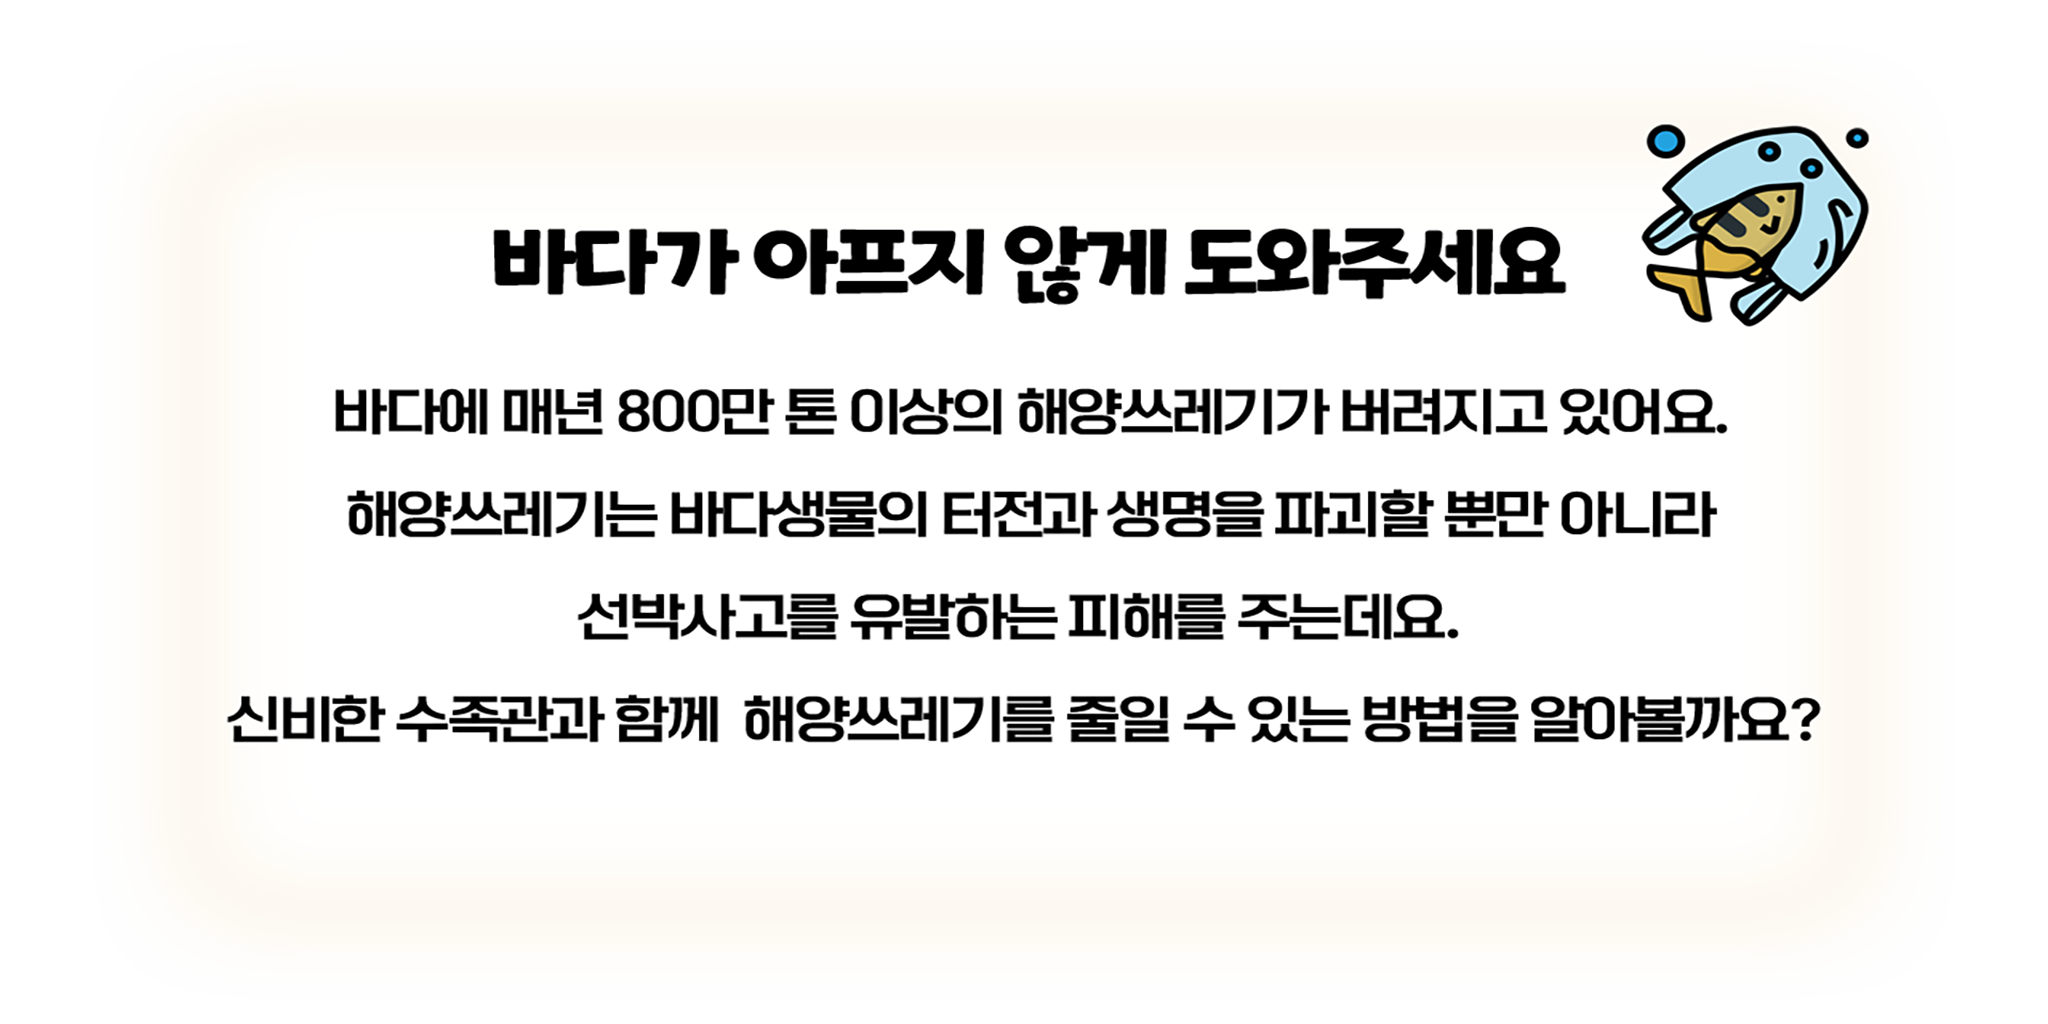 바다가 아프지 않게 도와주세요
바다에 매년 800만 톤 이상의 해양쓰레기가 버려지고 있어요.
해양쓰레기는 바다생물의 터전과 생명을 파괴할 뿐만 아니라
선박사고를 유발하는 피해를 주는데요.
신비한 수족관과 함께 해양쓰레기를 줄일 수 있는 방법을 알아볼까요?